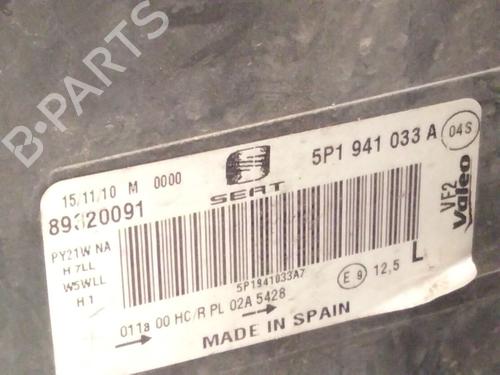 15/11/10 M 0000
SEAT
5P1 941 033 A
04S
89320091
PY21W NA
H7LL
W5WLL
H1
5P1941033A7
VF2
Valeo
L
E 9 12,5
011a 00 HC/R PL 02A 5428
MADE IN SPAIN
B-PARTS